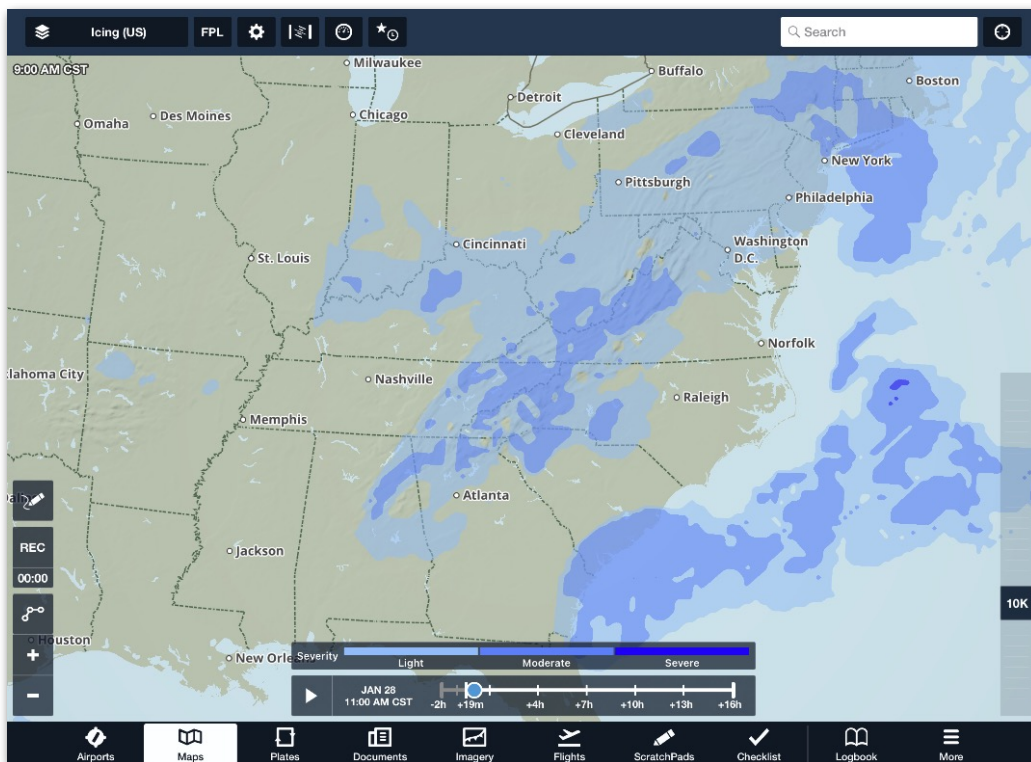 Icing (US)
FPL
Search
9:00 AM CST
Milwaukee
Buffalo
Boston
Detroit
Omaha
Des Moines
Chicago
Cleveland
New York
Pittsburgh
Philadelphia
Cincinnati
Washington
D.C.
St. Louis
Norfolk
klahoma City
Nashville
Raleigh
Memphis
Atlanta
REC
00:00
Jackson
10K
Houston
New Orle
Severity
Light
Moderate
Severe
JAN 28
11:00 AM CST
-2h
+19m
+4h
+7h
+10h
+13h
+16h
Airports
Maps
Plates
Documents
Imagery
Flights
ScratchPads
Checklist
Logbook
More